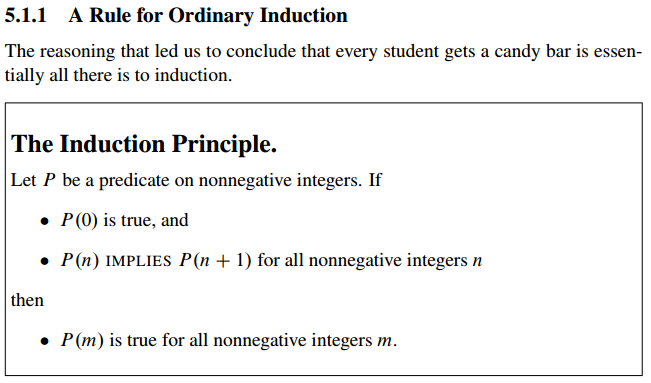 5.1.1 A Rule for Ordinary Induction
The reasoning that led us to conclude that every student gets a candy bar is essen-
tially all there is to induction.
The Induction Principle.
Let P be a predicate on nonnegative integers. If
• P(0) is true, and
• P(n) IMPLIES P(n + 1) for all nonnegative integers n
then
• P(m) is true for all nonnegative integers m.